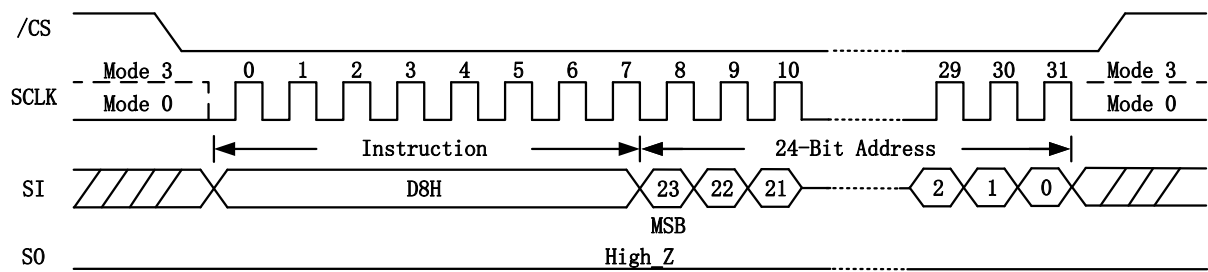 /CS
Mode 3 0 1 2 3 4 5 6 7 8 9 10 29 30 31 Mode 3
SCLK
Mode 0 Mode 0
Instruction 24-Bit Address
SI D8H 23 22 21 2 1 0
MSB
SO High_Z